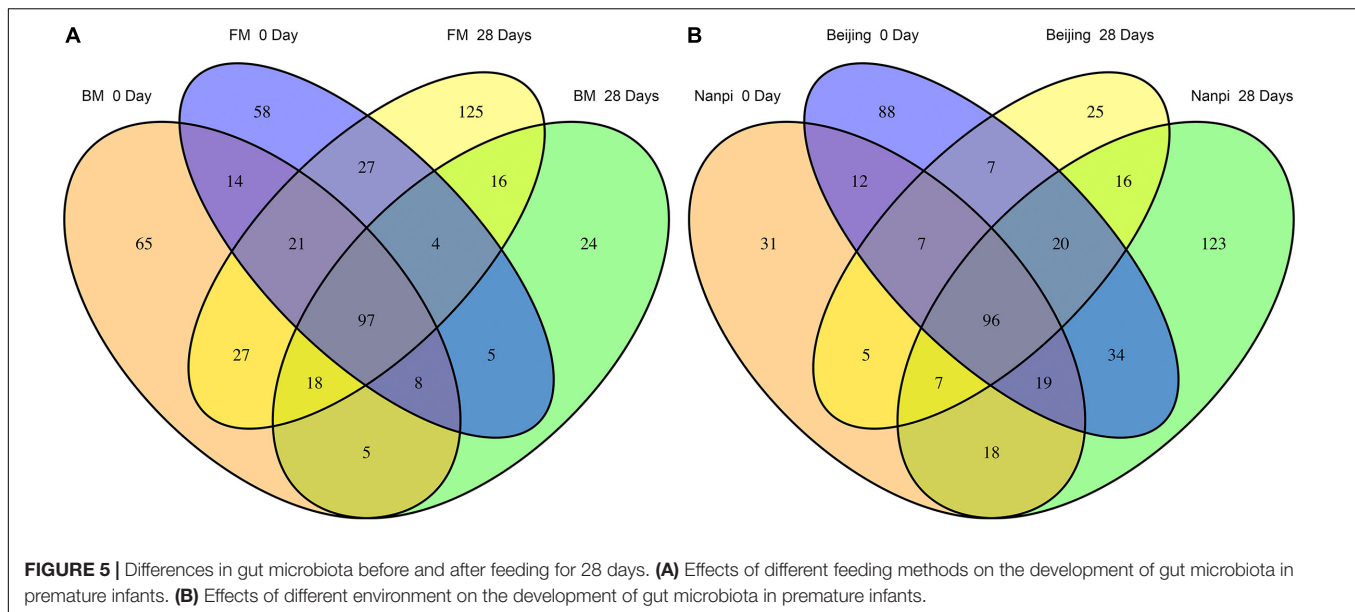 A
FM 0 Day
FM 28 Days
BM 0 Day
BM 28 Days
58
125
14
27
16
65
21
4
24
97
27
18
8
5
5
B
Beijing 0 Day
Beijing 28 Days
Nanpi 0 Day
Nanpi 28 Days
88
25
12
7
16
31
7
20
123
96
5
7
19
34
18
FIGURE 5 | Differences in gut microbiota before and after feeding for 28 days. (A) Effects of different feeding methods on the development of gut microbiota in
premature infants. (B) Effects of different environment on the development of gut microbiota in premature infants.